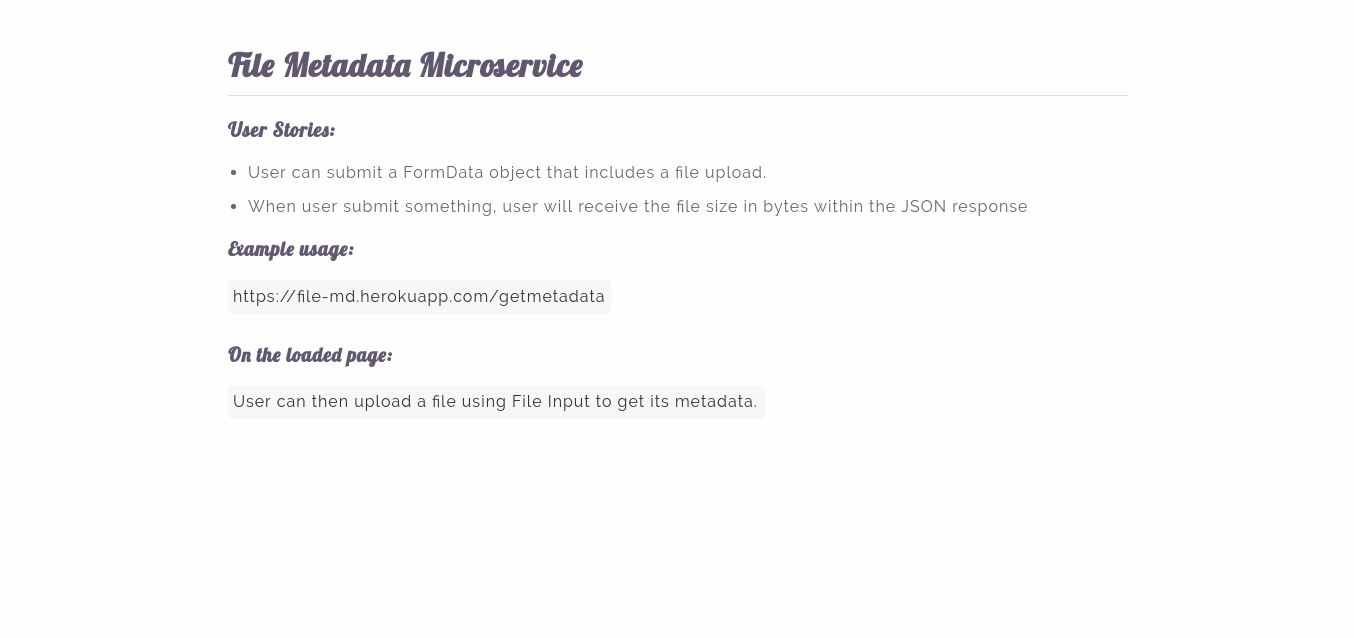 File Metadata Microservice
User Stories:
• User can submit a FormData object that includes a file upload.
• When user submit something, user will receive the file size in bytes within the JSON response
Example usage:
https://file-md.herokuapp.com/getmetadata
On the loaded page:
User can then upload a file using File Input to get its metadata.